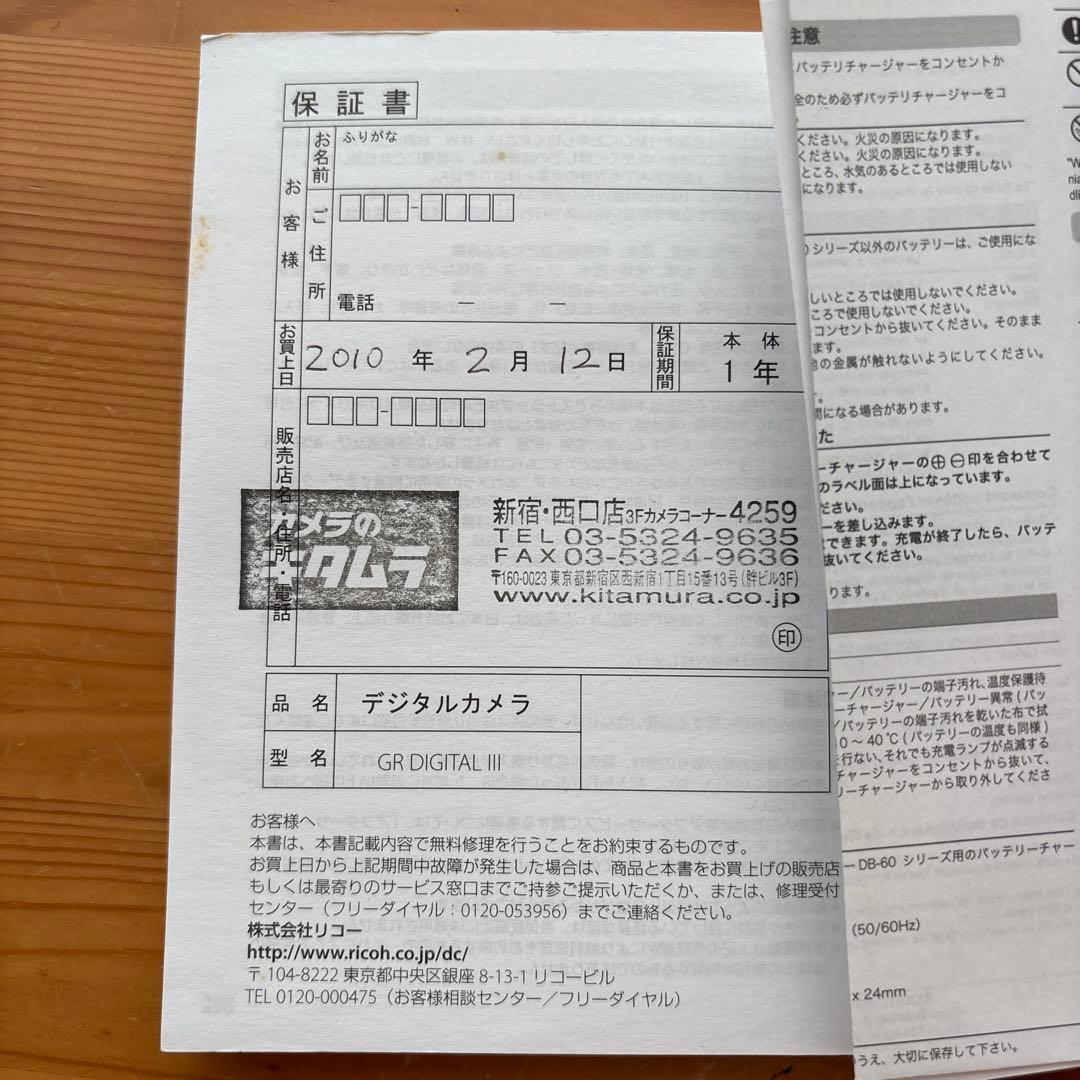 保証書
お客様
お名前
ふりがな
ご住所
電話 ー ー
お買上日
2010 年 2 月 12 日
保証期間
本 体
1 年
販売店名・住所・電話
カメラの
キタムラ
新宿・西口店3Fカメラコーナー4259
TEL 03-5324-9635
FAX 03-5324-9636
〒160-0023 東京都新宿区西新宿1丁目15番13号(胖ビル3F)
www.kitamura.co.jp
印
品 名 デジタルカメラ
型 名 GR DIGITAL III
お客様へ
本書は、本書記載内容で無料修理を行うことをお約束するものです。
お買上日から上記期間中故障が発生した場合は、商品と本書をお買上げの販売店
もしくは最寄りのサービス窓口までご持参ご提示いただくか、または、修理受付
センター（フリーダイヤル：0120-053956）までご連絡ください。
株式会社リコー
http://www.ricoh.co.jp/dc/
〒104-8222 東京都中央区銀座 8-13-1 リコービル
TEL 0120-000475（お客様相談センター／フリーダイヤル）
注意
バッテリチャージャーをコンセントか
全のため必ずバッテリチャージャーをコ
ください。火災の原因になります。
ください。火災の原因になります。
ところ、水気のあるところでは使用しない
になります。
シリーズ以外のバッテリーは、ご使用にな
しいところでは使用しないでください。
ころで使用しないでください。
コンセントから抜いてください。そのまま
ます。
他の金属が触れないようにしてください。
す。
間になる場合があります。
た
ーチャージャーの⊕⊖印を合わせて
のラベル面は上になっています。
ださい。
ーを差し込みます。
できます。充電が終了したら、バッテ
抜いてください。
ります。
ー／バッテリーの端子汚れ、温度保護待
ーチャージャー／バッテリー異常（バッ
／バッテリーの端子汚れを乾いた布で拭
10～40℃（バッテリーの温度も同様）
を行ない、それでも充電ランプが点滅する
チャージャーをコンセントから抜いて、
リーチャージャーから取り外してくださ
ー DB-60 シリーズ用のバッテリーチャー
(50/60Hz)
x 24mm
うえ、大切に保存して下さい。
"W
nia
dli